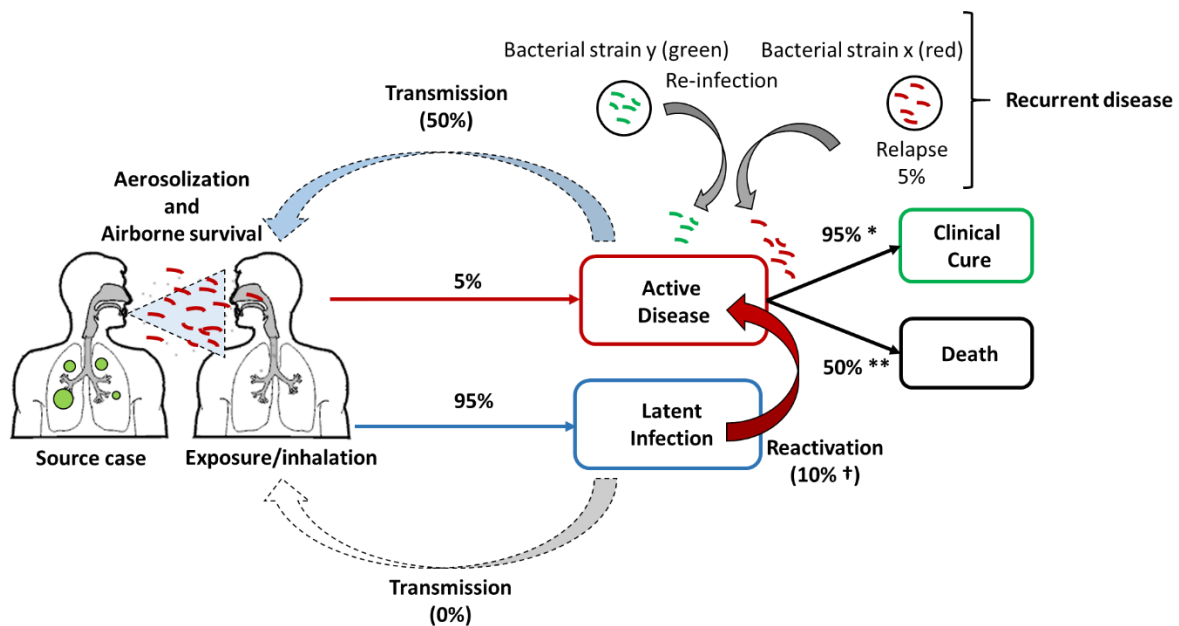 Bacterial strain y (green)
Re-infection
Bacterial strain x (red)
Relapse
5%
Recurrent disease
Transmission
(50%)
Aerosolization
and
Airborne survival
Source case
Exposure/inhalation
5%
95%
Active
Disease
Latent
Infection
Reactivation
(10% †)
95% *
Clinical
Cure
50% **
Death
Transmission
(0%)